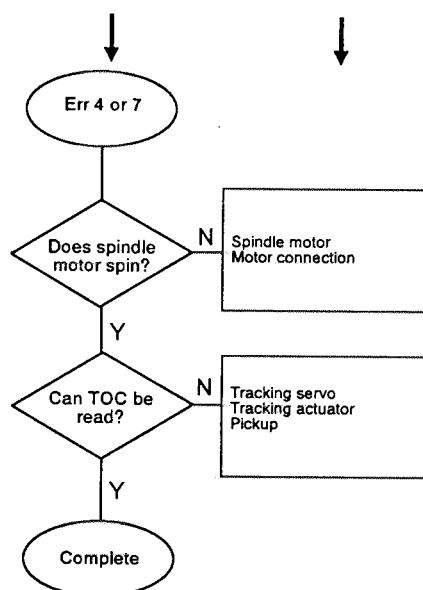 Err 4 or 7
Does spindle
motor spin?
N
Spindle motor
Motor connection
Y
Can TOC be
read?
N
Tracking servo
Tracking actuator
Pickup
Y
Complete